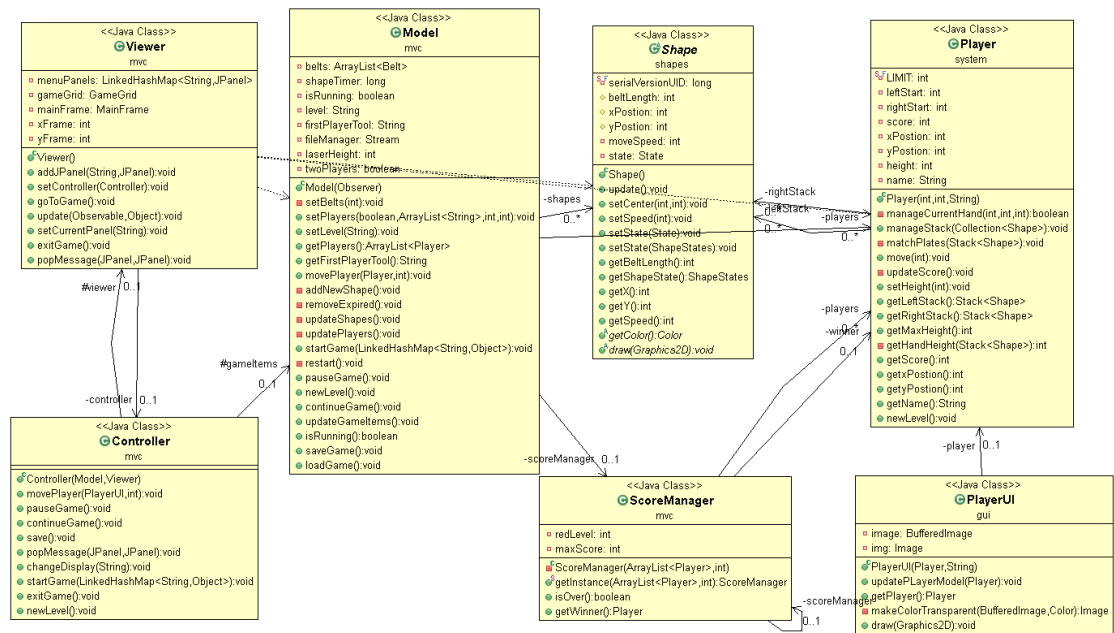 <<Java Class>>
Viewer
mvc
menuPanels: LinkedHashMap<String,JPanel>
gameGrid: GameGrid
mainFrame: MainFrame
xFrame: int
yFrame: int
Viewer()
addJPanel(String,JPanel):void
setController(Controller):void
goToGame():void
update(Observable,Object):void
setCurrentPanel(String):void
exitGame():void
popMessage(JPanel,JPanel):void
<<Java Class>>
Model
mvc
belts: ArrayList<Belt>
shapeTimer: long
isRunning: boolean
level: String
firstPlayerTool: String
fileManager: Stream
laserHeight: int
twoPlayers: boolean
Model(Observer)
setBelts(int):void
setPlayers(boolean,ArrayList<String>,int,int):void
setLevel(String):void
getPlayers():ArrayList<Player>
getFirstPlayerTool():String
movePlayer(Player,int):void
addNewShape():void
removeExpired():void
updateShapes():void
updatePlayers():void
startGame(LinkedHashMap<String,Object>):void
restart():void
pauseGame():void
newLevel():void
continueGame():void
updateGameItems():void
isRunning():boolean
saveGame():void
loadGame():void
<<Java Class>>
Shape
shapes
serialVersionUID: long
beltLength: int
xPostion: int
yPostion: int
moveSpeed: int
state: State
Shape()
update():void
setCenter(int,int):void
setSpeed(int):void
setState(State):void
setState(ShapeStates):void
getBeltLength():int
getShapeState():ShapeStates
getX():int
getY():int
getSpeed():int
getColor():Color
draw(Graphics2D):void
<<Java Class>>
Player
system
LIMIT: int
leftStart: int
rightStart: int
score: int
xPostion: int
yPostion: int
height: int
name: String
Player(int,int,String)
manageCurrentHand(int,int,int):boolean
manageStack(Collection<Shape>):void
matchPlates(Stack<Shape>):void
move(int):void
updateScore():void
setHeight(int):void
getLeftStack():Stack<Shape>
getRightStack():Stack<Shape>
getMaxHeight():int
getHandHeight(Stack<Shape>):int
getScore():int
getxPostion():int
getyPostion():int
getName():String
newLevel():void
-shapes
0..*
-rightStack
0..*
-leftStack
0..*
-players
0..*
#viewer
0..1
-controller
0..1
#gameItems
0..1
-players
0..*
-winner
0..1
-scoreManager
0..1
-player
0..1
<<Java Class>>
Controller
mvc
Controller(Model,Viewer)
movePlayer(PlayerUI,int):void
pauseGame():void
continueGame():void
save():void
popMessage(JPanel,JPanel):void
changeDisplay(String):void
startGame(LinkedHashMap<String,Object>):void
exitGame():void
newLevel():void
<<Java Class>>
ScoreManager
mvc
redLevel: int
maxScore: int
ScoreManager(ArrayList<Player>,int)
getInstance(ArrayList<Player>,int):ScoreManager
isOver():boolean
getWinner():Player
-scoreManager
0..1
<<Java Class>>
PlayerUI
gui
image: BufferedImage
img: Image
PlayerUI(Player,String)
updatePLayerModel(Player):void
getPlayer():Player
makeColorTransparent(BufferedImage,Color):Image
draw(Graphics2D):void